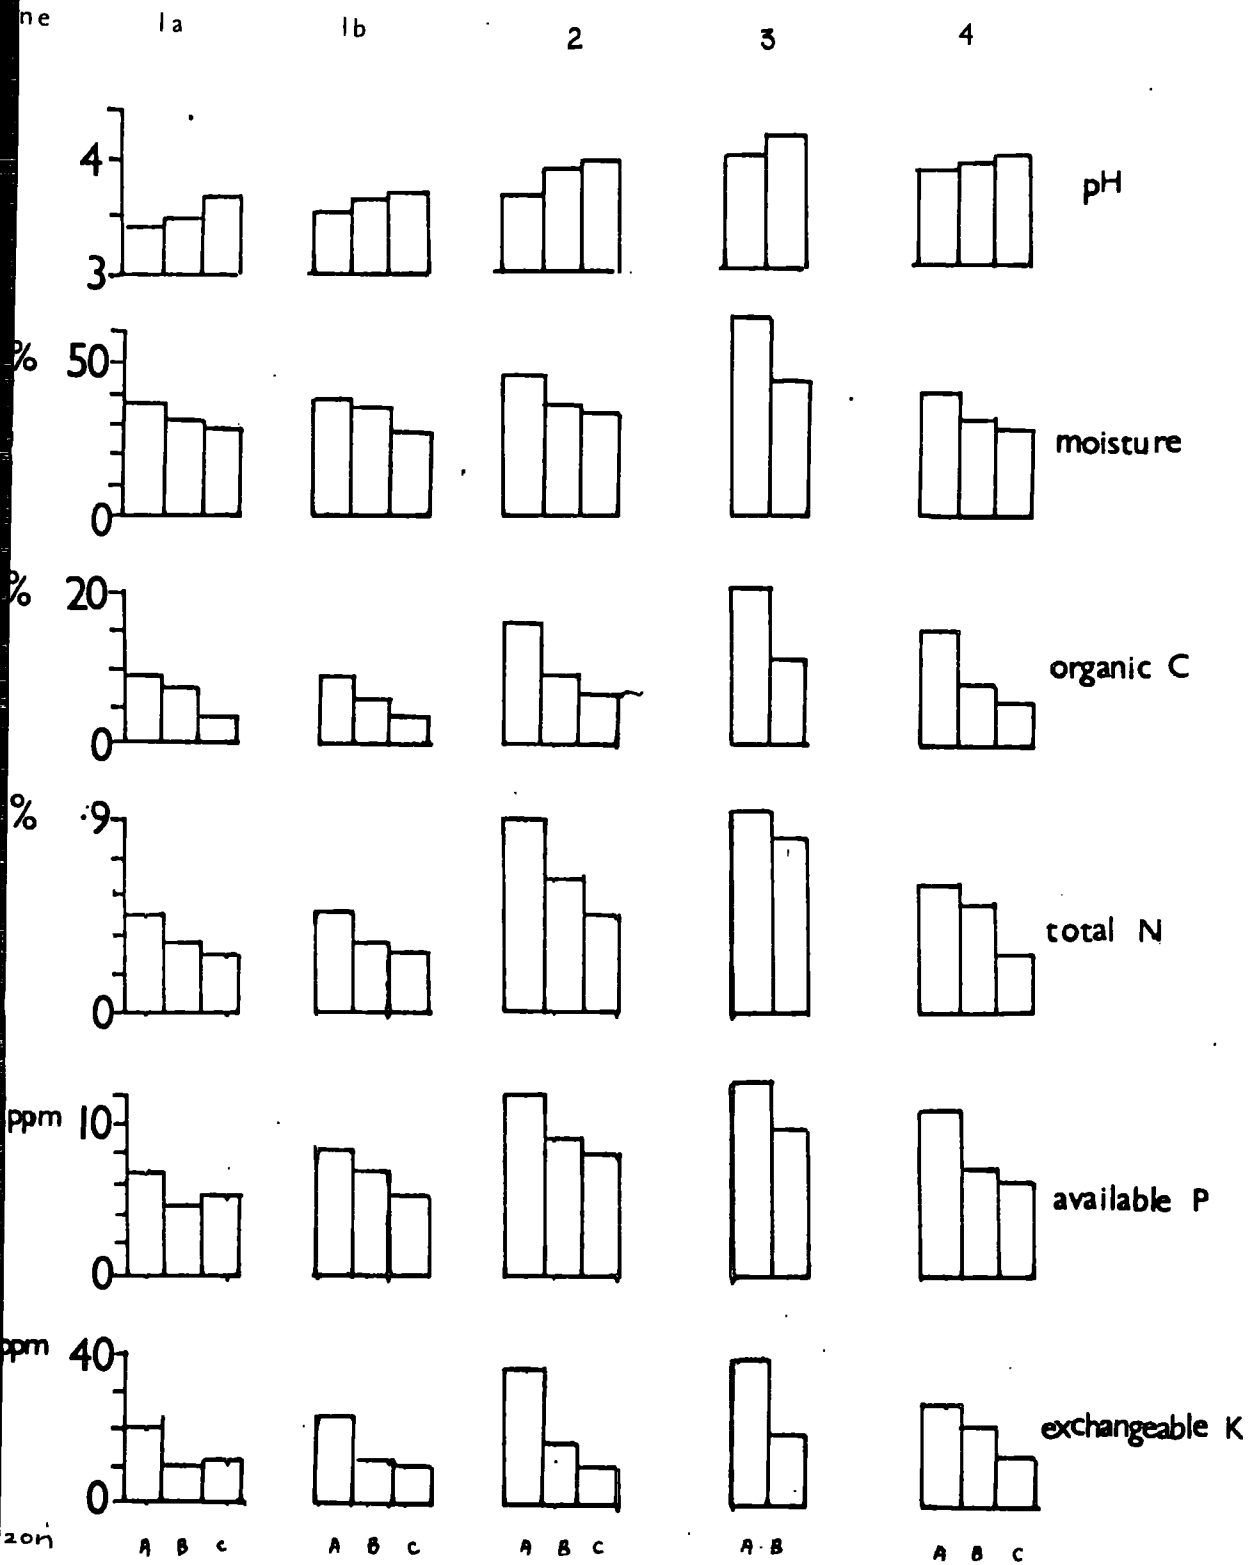 ne 1a 1b 2 3 4
4
3
pH
% 50
0
moisture
% 20
0
organic C
% .9
0
total N
ppm 10
0
available P
ppm 40
0
exchangeable K
zon A B C A B C A B C A B A B C